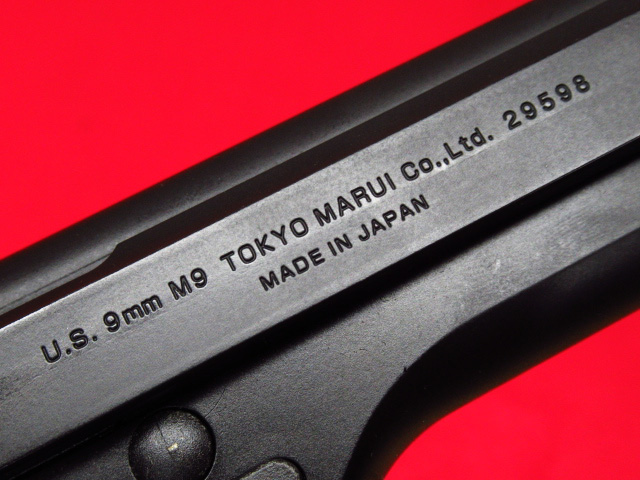 U.S. 9mm M9 TOKYO MARUI Co.,Ltd. 29598
MADE IN JAPAN